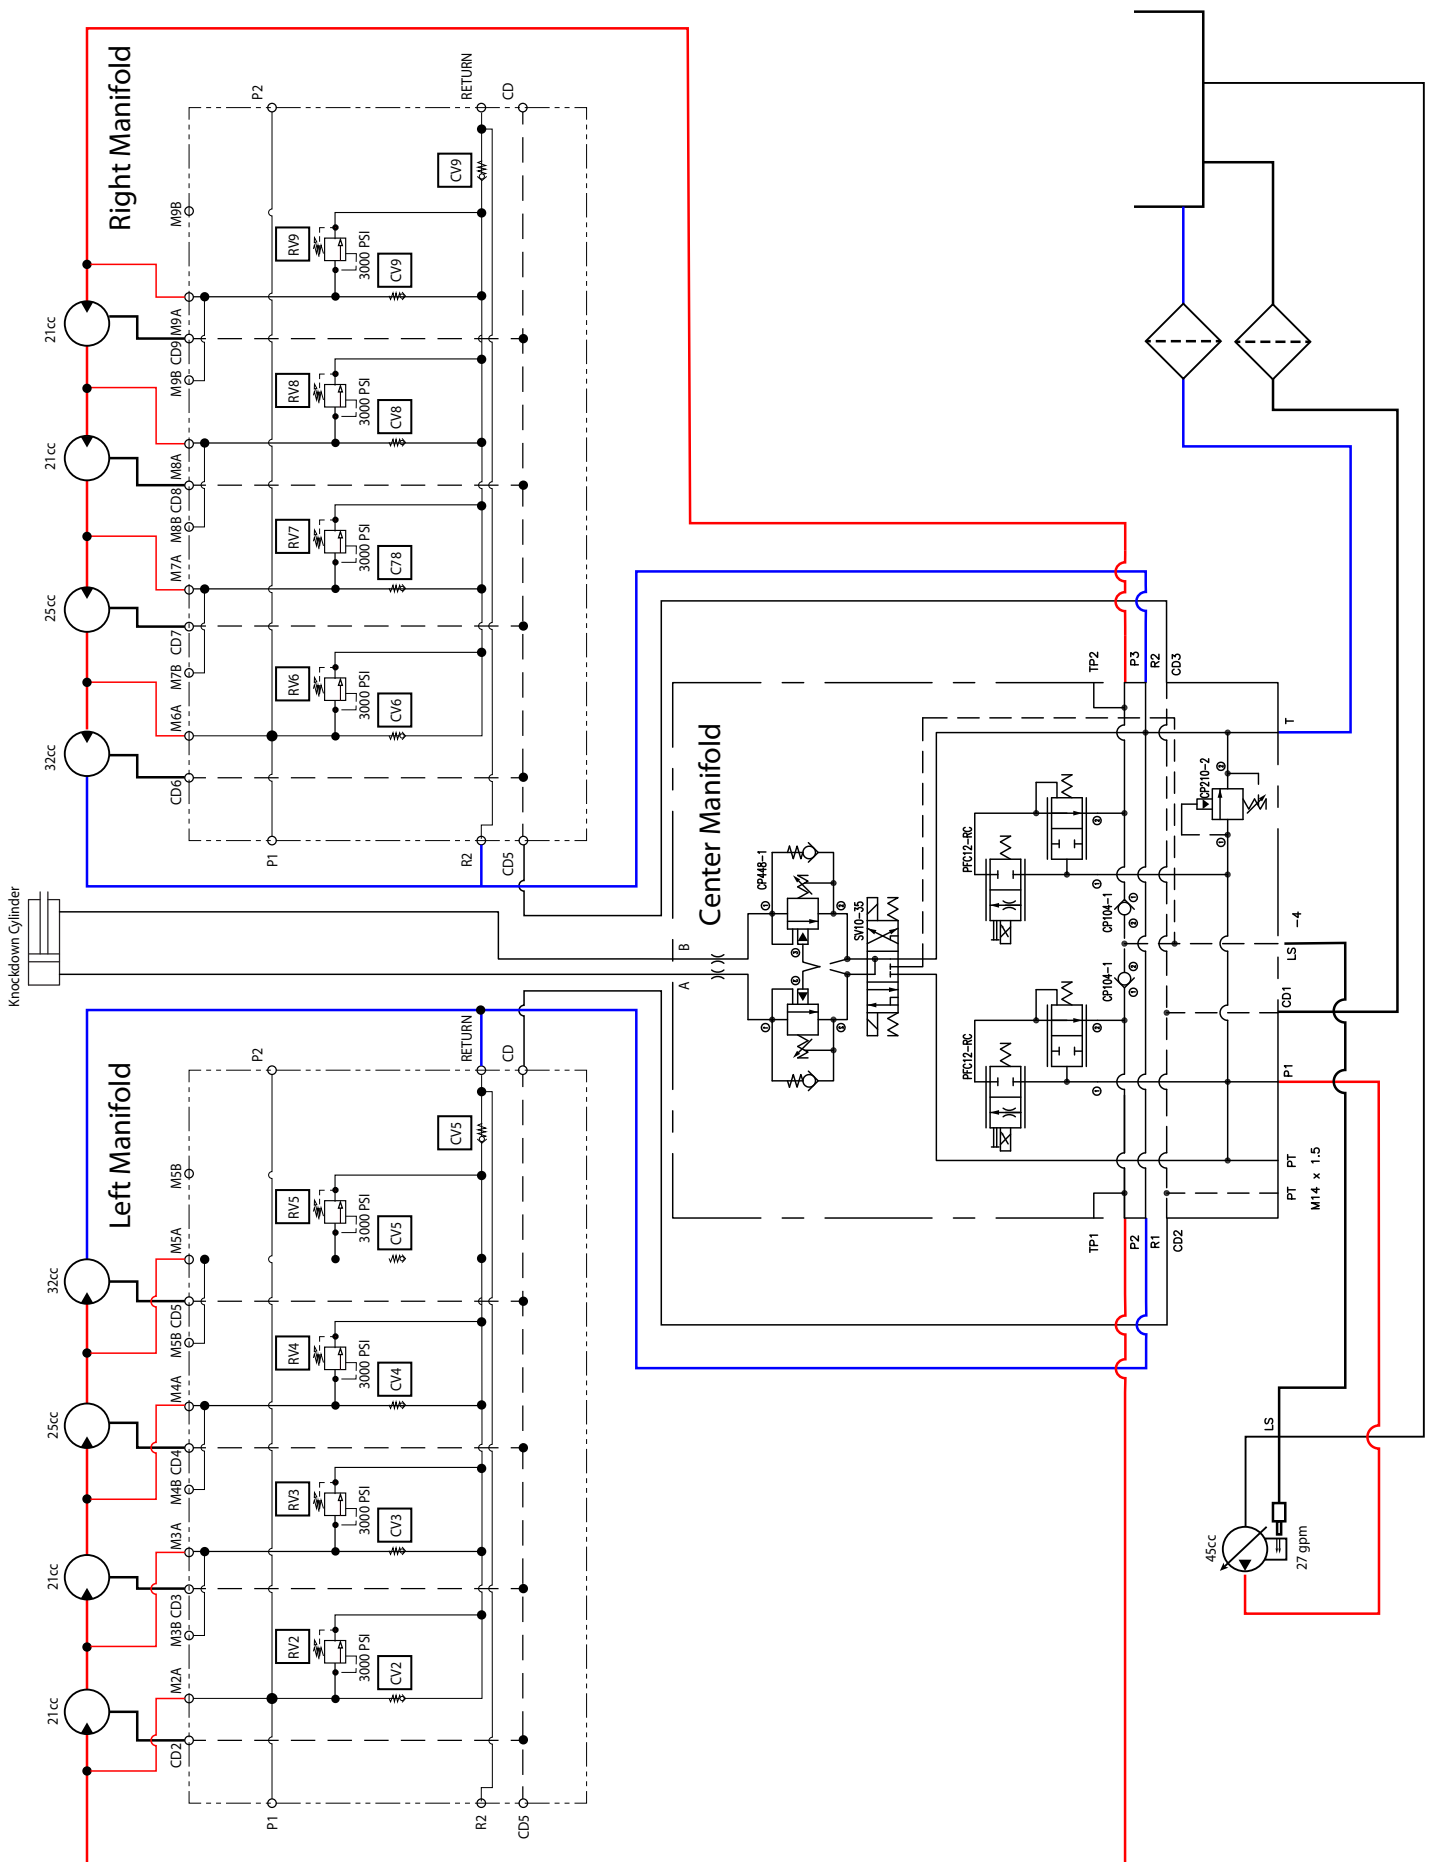 Knockdown Cylinder
Right Manifold
P2
RETURN
CD
M9B
CV9
RV9
3000 PSI
CV9
21cc
M9A
CD9
M9B
RV8
3000 PSI
CV8
21cc
M8A
CD8
M8B
RV7
3000 PSI
C78
25cc
M7A
CD7
M7B
RV6
3000 PSI
CV6
32cc
M6A
CD6
P1
R2
CD5
Left Manifold
P2
RETURN
CD
M5B
CV5
RV5
3000 PSI
CV5
32cc
M5A
CD5
M5B
RV4
3000 PSI
CV4
25cc
M4A
CD4
M4B
RV3
3000 PSI
CV3
21cc
M3A
CD3
M3B
RV2
3000 PSI
CV2
21cc
M2A
CD2
P1
R2
CD5
Center Manifold
A
B
CP448-1
SV10-35
PFC12-RC
PFC12-RC
CP104-1
CP104-1
CP210-2
TP2
P3
R2
CD3
T
-4
LS
CD1
P1
PT
PT
M14 x 1.5
TP1
P2
R1
CD2
LS
45cc
27 gpm